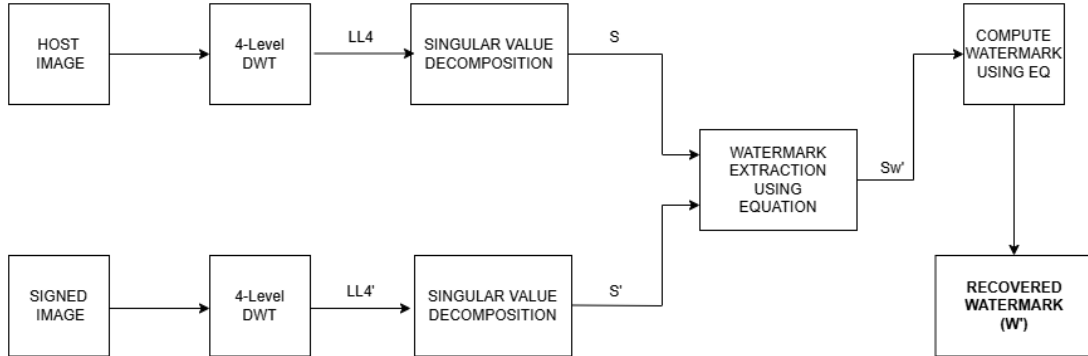 HOST
IMAGE
4-Level
DWT
LL4
SINGULAR VALUE
DECOMPOSITION
S
COMPUTE
WATERMARK
USING EQ
WATERMARK
EXTRACTION
USING
EQUATION
Sw'
SIGNED
IMAGE
4-Level
DWT
LL4'
SINGULAR VALUE
DECOMPOSITION
S'
RECOVERED
WATERMARK
(W')